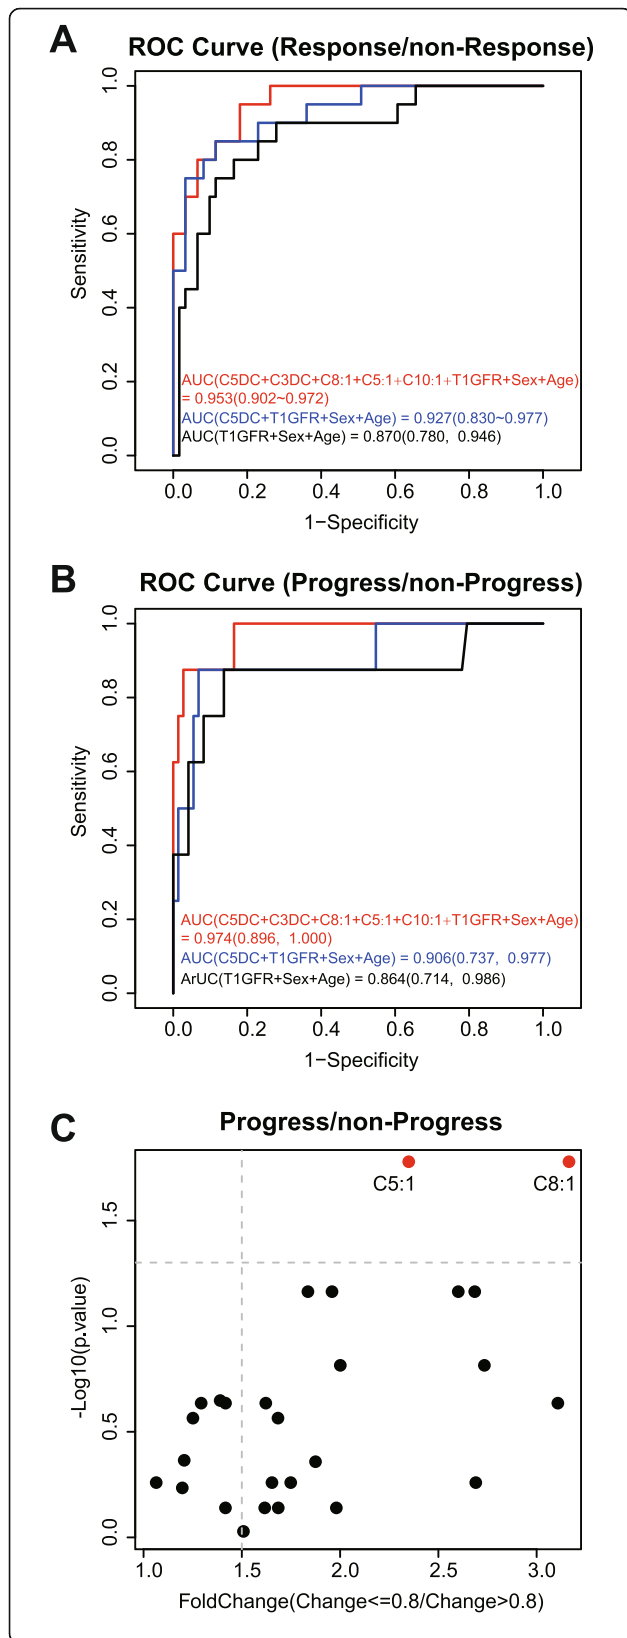 A
ROC Curve (Response/non-Response)
Sensitivity
0.0 0.2 0.4 0.6 0.8 1.0
AUC(C5DC+C3DC+C8:1+C5:1+C10:1+T1GFR+Sex+Age)
= 0.953(0.902~0.972)
AUC(C5DC+T1GFR+Sex+Age) = 0.927(0.830~0.977)
AUC(T1GFR+Sex+Age) = 0.870(0.780, 0.946)
0.0 0.2 0.4 0.6 0.8 1.0
1−Specificity
B
ROC Curve (Progress/non-Progress)
Sensitivity
0.0 0.2 0.4 0.6 0.8 1.0
AUC(C5DC+C3DC+C8:1+C5:1+C10:1+T1GFR+Sex+Age)
= 0.974(0.896, 1.000)
AUC(C5DC+T1GFR+Sex+Age) = 0.906(0.737, 0.977)
ArUC(T1GFR+Sex+Age) = 0.864(0.714, 0.986)
0.0 0.2 0.4 0.6 0.8 1.0
1−Specificity
C
Progress/non-Progress
C5:1
C8:1
-Log10(p.value)
0.0 0.5 1.0 1.5
1.0 1.5 2.0 2.5 3.0
FoldChange(Change<=0.8/Change>0.8)